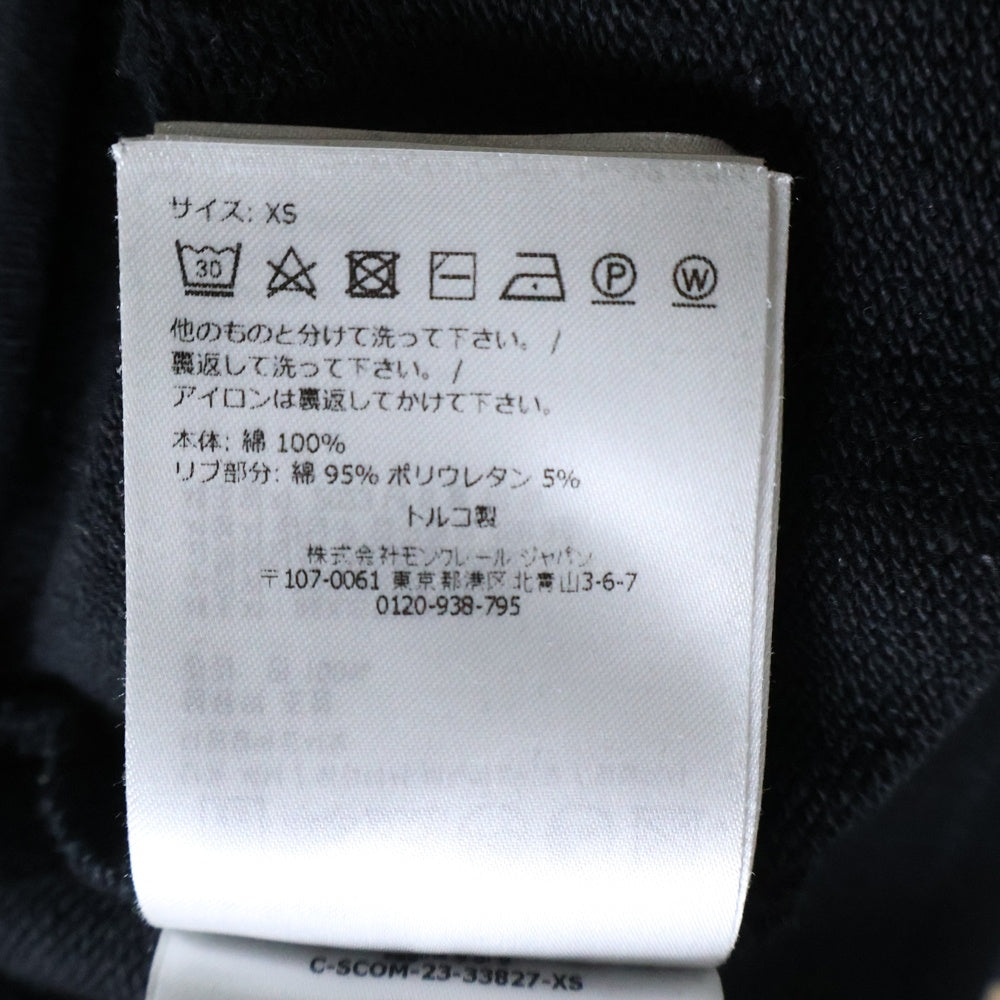 サイズ: XS
30
P W
他のものと分けて洗って下さい。 /
裏返して洗って下さい。 /
アイロンは裏返してかけて下さい。
本体: 綿 100%
リブ部分: 綿 95% ポリウレタン 5%
トルコ製
株式会社モンクレール ジャパン
〒107-0061 東京都港区北青山3-6-7
0120-938-795
C-SCOM-23-33827-XS